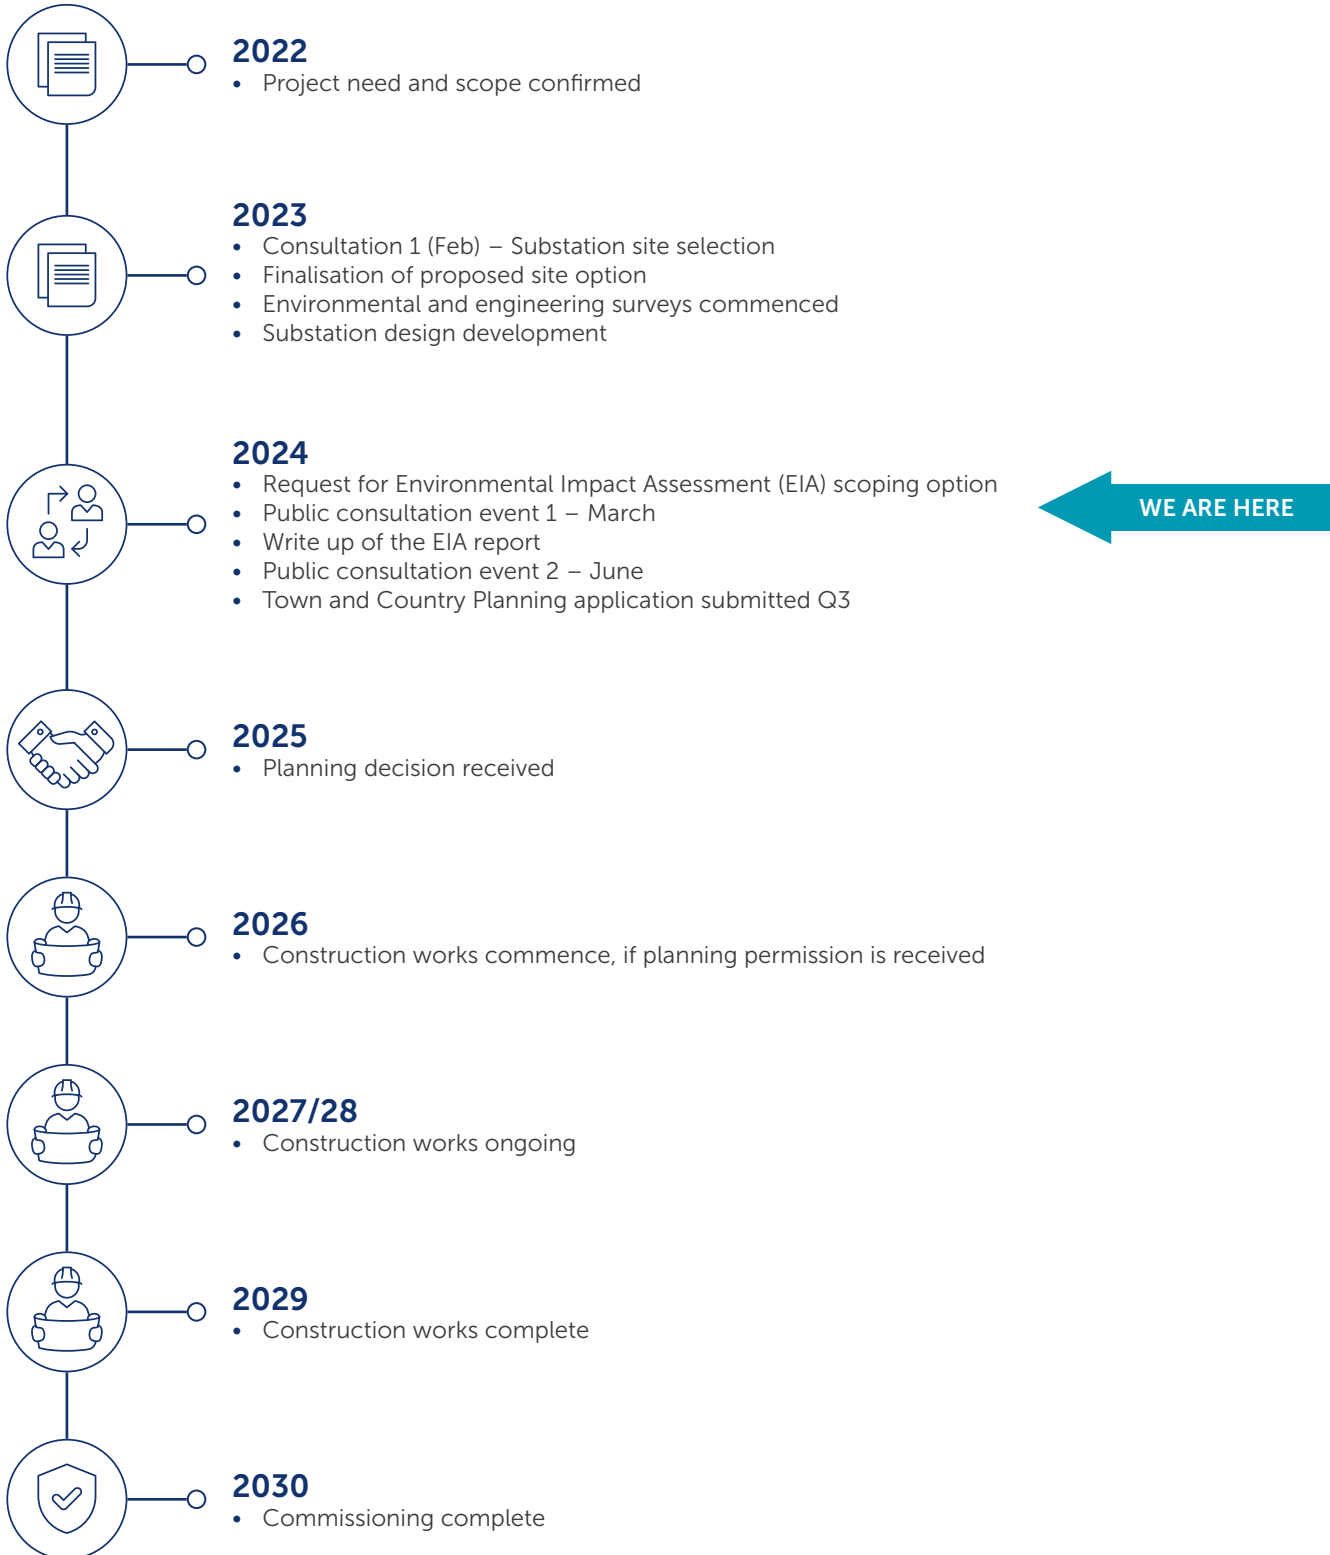 2022
• Project need and scope confirmed
2023
• Consultation 1 (Feb) – Substation site selection
• Finalisation of proposed site option
• Environmental and engineering surveys commenced
• Substation design development
2024
• Request for Environmental Impact Assessment (EIA) scoping option
• Public consultation event 1 – March
• Write up of the EIA report
• Public consultation event 2 – June
• Town and Country Planning application submitted Q3
WE ARE HERE
2025
• Planning decision received
2026
• Construction works commence, if planning permission is received
2027/28
• Construction works ongoing
2029
• Construction works complete
2030
• Commissioning complete